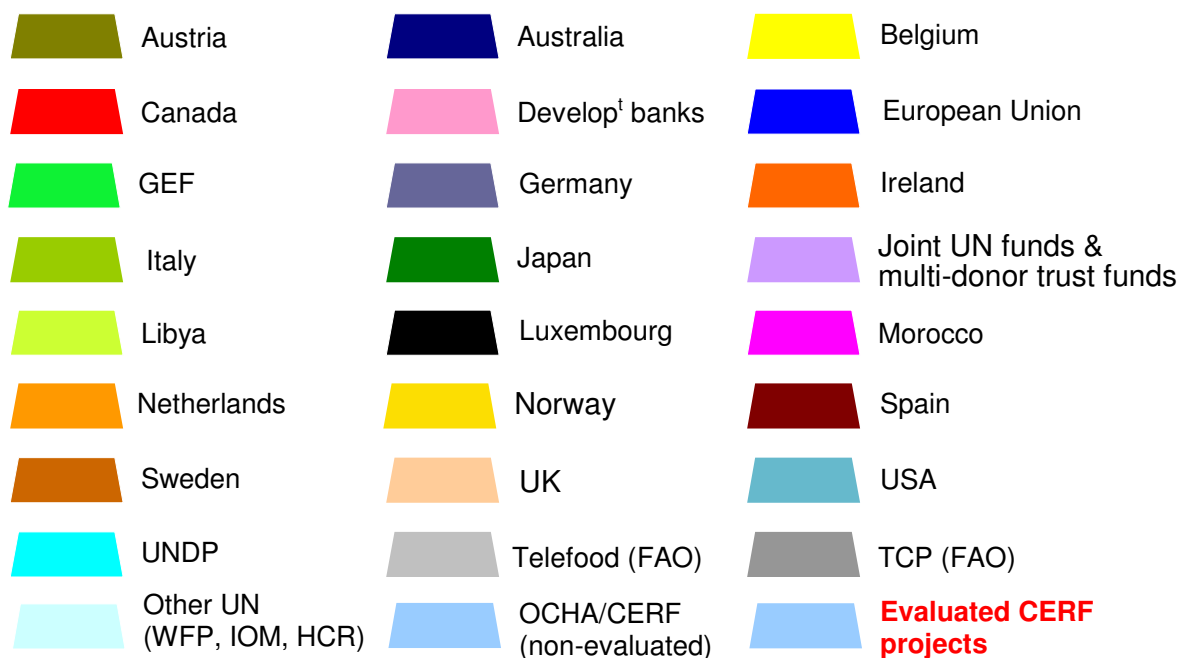 Austria
Australia
Belgium
Canada
Developᵗ banks
European Union
GEF
Germany
Ireland
Italy
Japan
Joint UN funds &
multi-donor trust funds
Libya
Luxembourg
Morocco
Netherlands
Norway
Spain
Sweden
UK
USA
UNDP
Telefood (FAO)
TCP (FAO)
Other UN
(WFP, IOM, HCR)
OCHA/CERF
(non-evaluated)
Evaluated CERF
projects